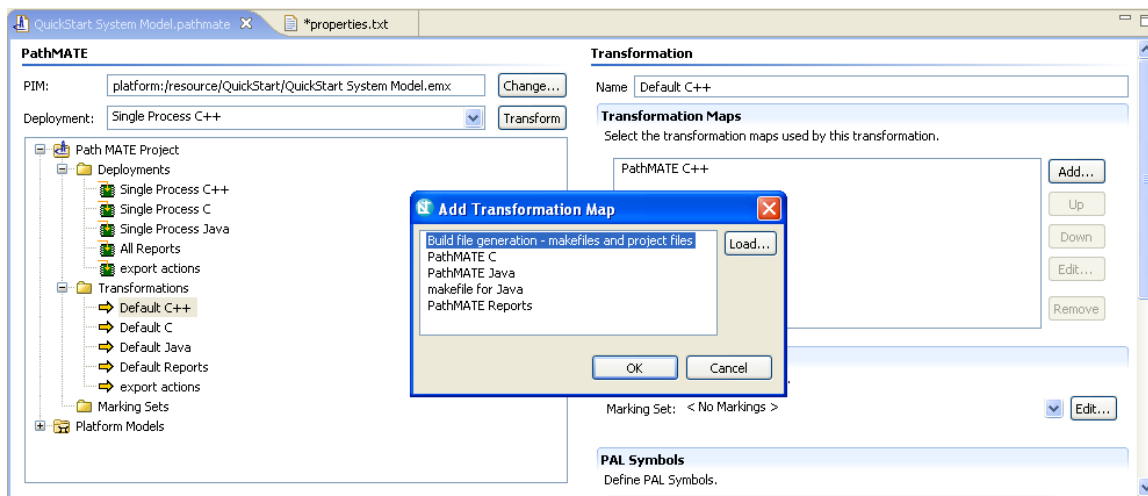 QuickStart System Model.pathmate
*properties.txt
PathMATE
PIM: platform:/resource/QuickStart/QuickStart System Model.emx Change...
Deployment: Single Process C++ Transform
Path MATE Project
Deployments
Single Process C++
Single Process C
Single Process Java
All Reports
export actions
Transformations
Default C++
Default C
Default Java
Default Reports
export actions
Marking Sets
Platform Models
Transformation
Name Default C++
Transformation Maps
Select the transformation maps used by this transformation.
PathMATE C++
Add...
Up
Down
Edit...
Remove
Add Transformation Map
Build file generation - makefiles and project files
PathMATE C
PathMATE Java
makefile for Java
PathMATE Reports
Load...
OK Cancel
Marking Set: < No Markings > Edit...
PAL Symbols
Define PAL Symbols.